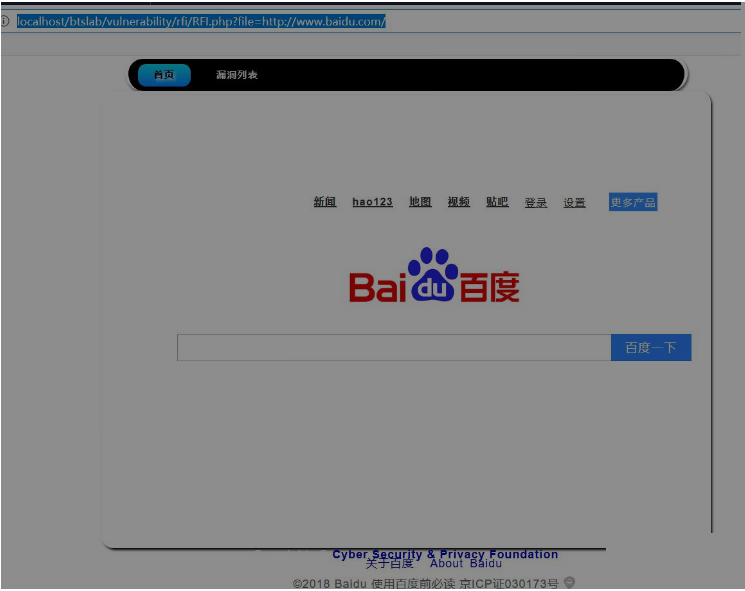 localhost/btslab/vulnerability/rfi/RFI.php?file=http://www.baidu.com/
首页 漏洞列表
新闻 hao123 地图 视频 贴吧 登录 设置 更多产品
Bai du 百度
百度一下
Cyber Security & Privacy Foundation
关于百度 About Baidu
©2018 Baidu 使用百度前必读 京ICP证030173号